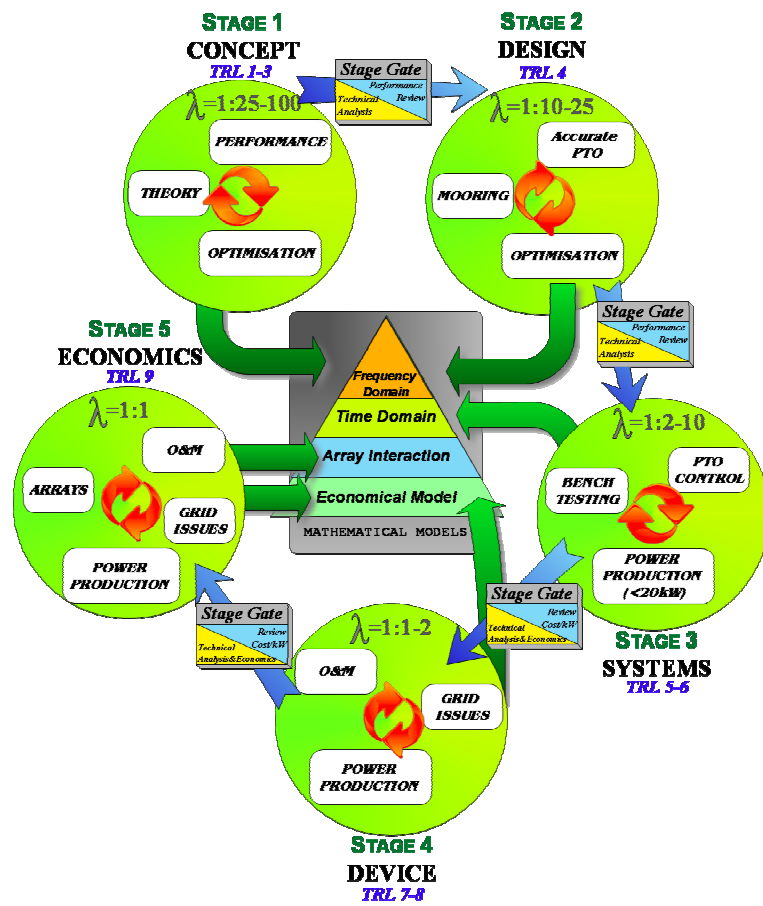 STAGE 1
CONCEPT
TRL 1-3
λ=1:25-100
PERFORMANCE
THEORY
OPTIMISATION
Stage Gate
Performance
Review
Technical
Analysis
STAGE 2
DESIGN
TRL 4
λ=1:10-25
Accurate
PTO
MOORING
OPTIMISATION
Stage Gate
Performance
Review
Technical
Analysis
STAGE 5
ECONOMICS
TRL 9
λ=1:1
O&M
ARRAYS
GRID
ISSUES
POWER
PRODUCTION
Frequency
Domain
Time Domain
Array Interaction
Economical Model
MATHEMATICAL MODELS
λ=1:2-10
PTO
CONTROL
BENCH
TESTING
POWER
PRODUCTION
(<20kW)
STAGE 3
SYSTEMS
TRL 5-6
Stage Gate
Review
Cost/kW
Technical
Analysis&Economics
Stage Gate
Review
Cost/kW
Technical
Analysis&Economics
λ=1:1-2
O&M
GRID
ISSUES
POWER
PRODUCTION
STAGE 4
DEVICE
TRL 7-8